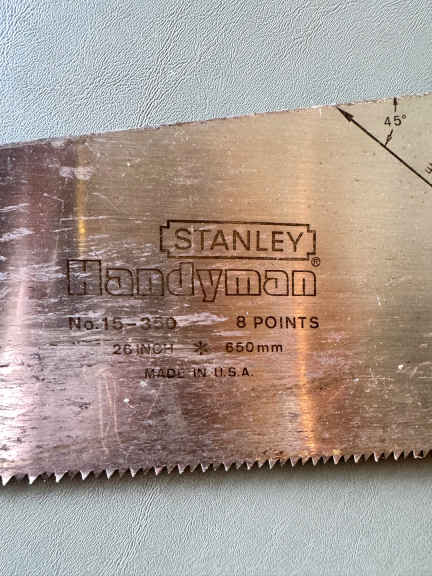 45°
STANLEY
Handyman®
No. 15-350 8 POINTS
26 INCH * 650mm
MADE IN U.S.A.